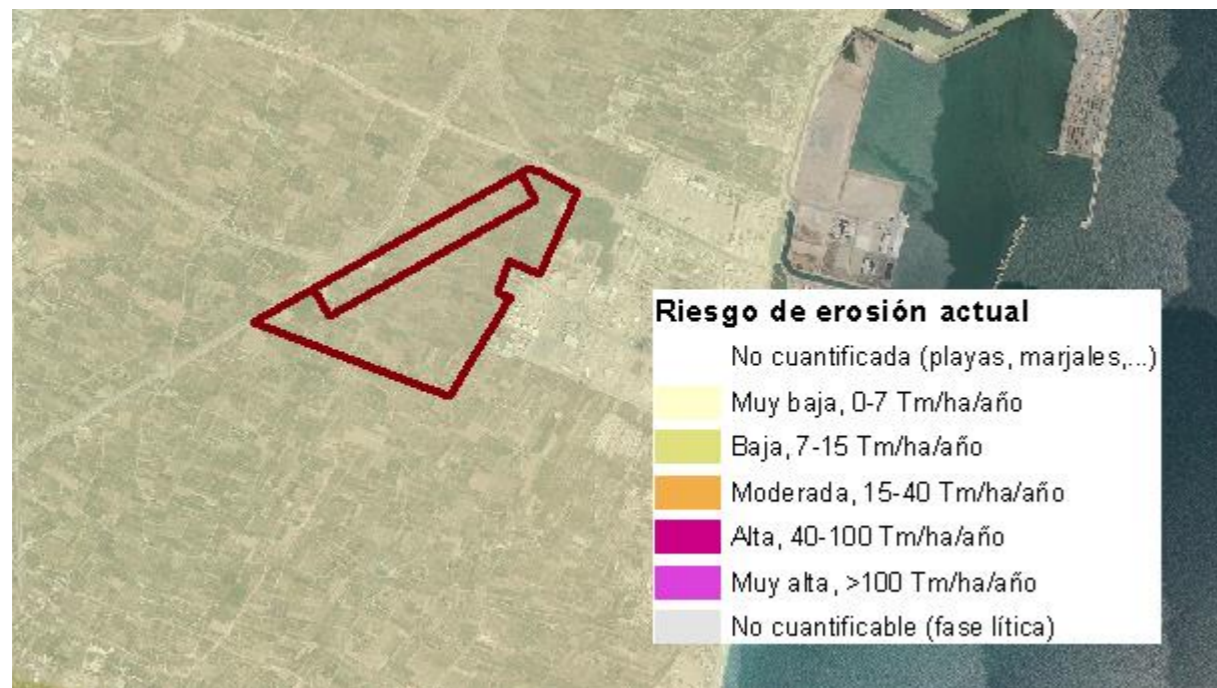 Riesgo de erosión actual
No cuantificada (playas, marjales,...)
Muy baja, 0-7 Tm/ha/año
Baja, 7-15 Tm/ha/año
Moderada, 15-40 Tm/ha/año
Alta, 40-100 Tm/ha/año
Muy alta, >100 Tm/ha/año
No cuantificable (fase lítica)